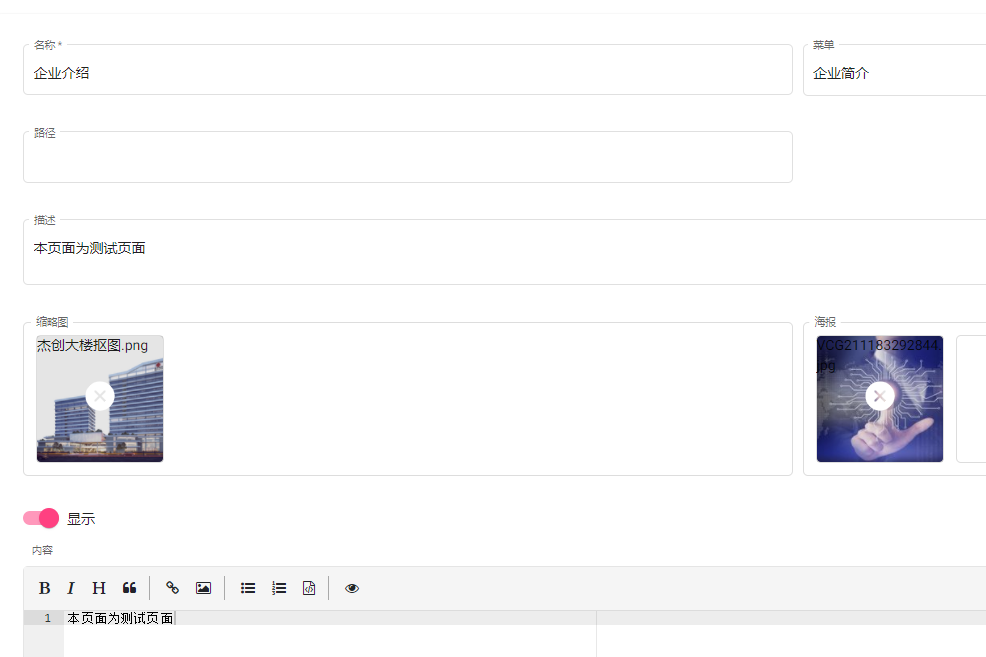 名称 *
菜单
企业介绍
企业简介
路径
描述
本页面为测试页面
缩略图
海报
杰创大楼抠图.png
VCG211183292844.
jpg
显示
内容
B I H
1 本页面为测试页面